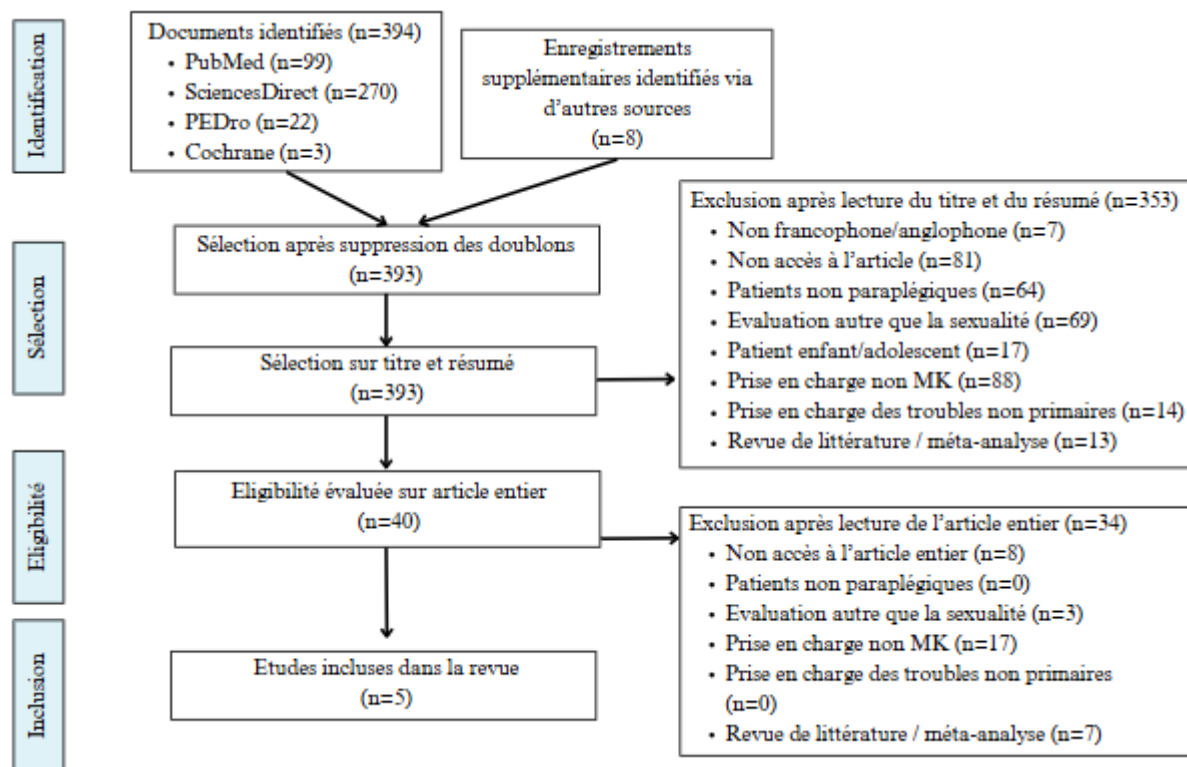 Identification
Documents identifiés (n=394)
• PubMed (n=99)
• SciencesDirect (n=270)
• PEDro (n=22)
• Cochrane (n=3)
Enregistrements
supplémentaires identifiés via
d'autres sources
(n=8)
Sélection
Sélection après suppression des doublons
(n=393)
Sélection sur titre et résumé
(n=393)
Exclusion après lecture du titre et du résumé (n=353)
• Non francophone/anglophone (n=7)
• Non accès à l'article (n=81)
• Patients non paraplégiques (n=64)
• Evaluation autre que la sexualité (n=69)
• Patient enfant/adolescent (n=17)
• Prise en charge non MK (n=88)
• Prise en charge des troubles non primaires (n=14)
• Revue de littérature / méta-analyse (n=13)
Eligibilité
Eligibilité évaluée sur article entier
(n=40)
Exclusion après lecture de l'article entier (n=34)
• Non accès à l'article entier (n=8)
• Patients non paraplégiques (n=0)
• Evaluation autre que la sexualité (n=3)
• Prise en charge non MK (n=17)
• Prise en charge des troubles non primaires
(n=0)
• Revue de littérature / méta-analyse (n=7)
Inclusion
Etudes incluses dans la revue
(n=5)